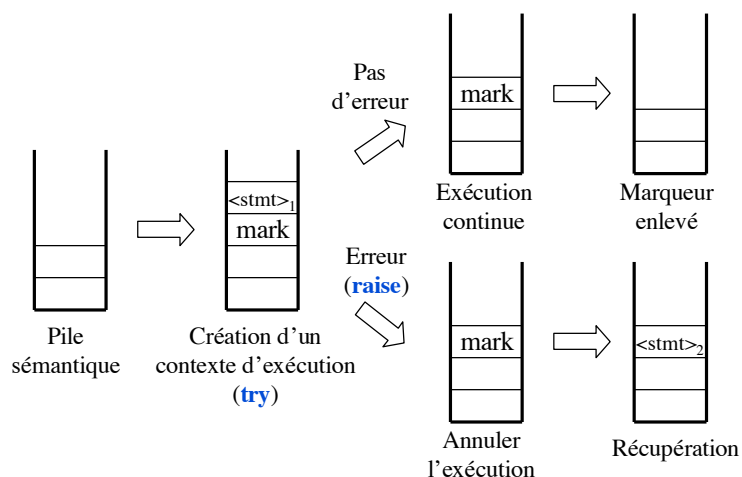 Pas
d’erreur
mark
Exécution
continue
Marqueur
enlevé
<stmt>1
mark
Pile
sémantique
Création d’un
contexte d’exécution
(try)
Erreur
(raise)
mark
Annuler
l’exécution
<stmt>2
Récupération